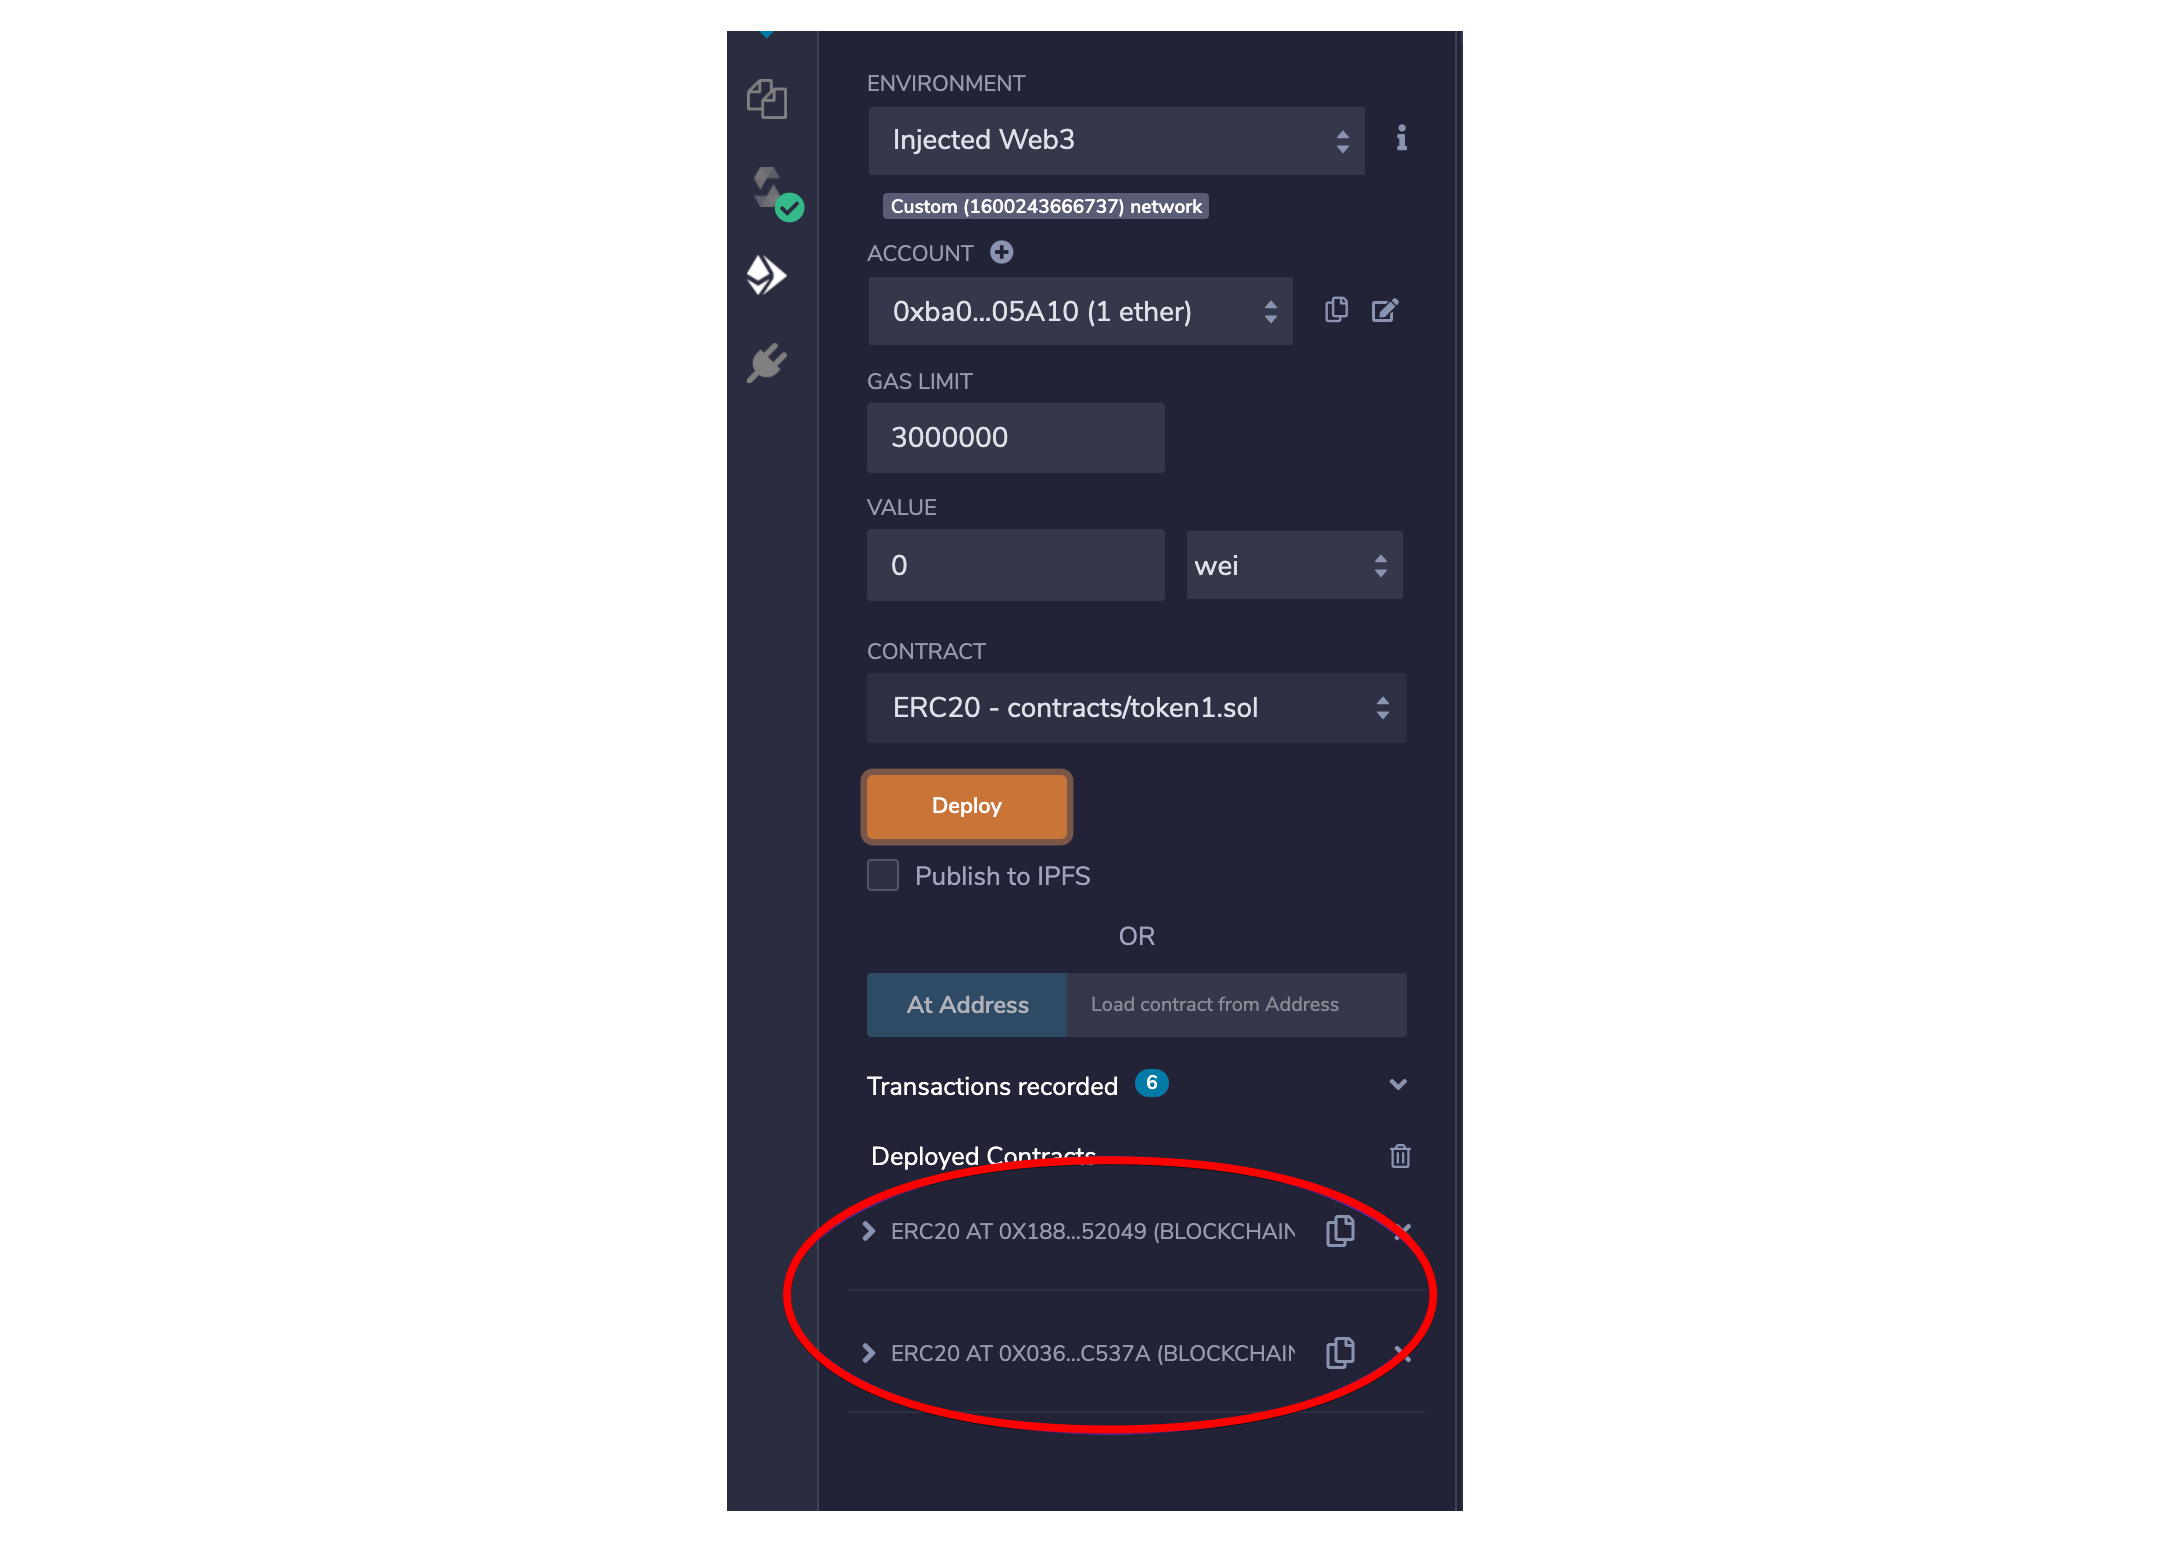 ENVIRONMENT
Injected Web3
Custom (1600243666737) network
ACCOUNT
0xba0...05A10 (1 ether)
GAS LIMIT
3000000
VALUE
0 wei
CONTRACT
ERC20 - contracts/token1.sol
Deploy
Publish to IPFS
OR
At Address Load contract from Address
Transactions recorded 6
Deployed Contracts
ERC20 AT 0X188...52049 (BLOCKCHAIN
ERC20 AT 0X036...C537A (BLOCKCHAIN